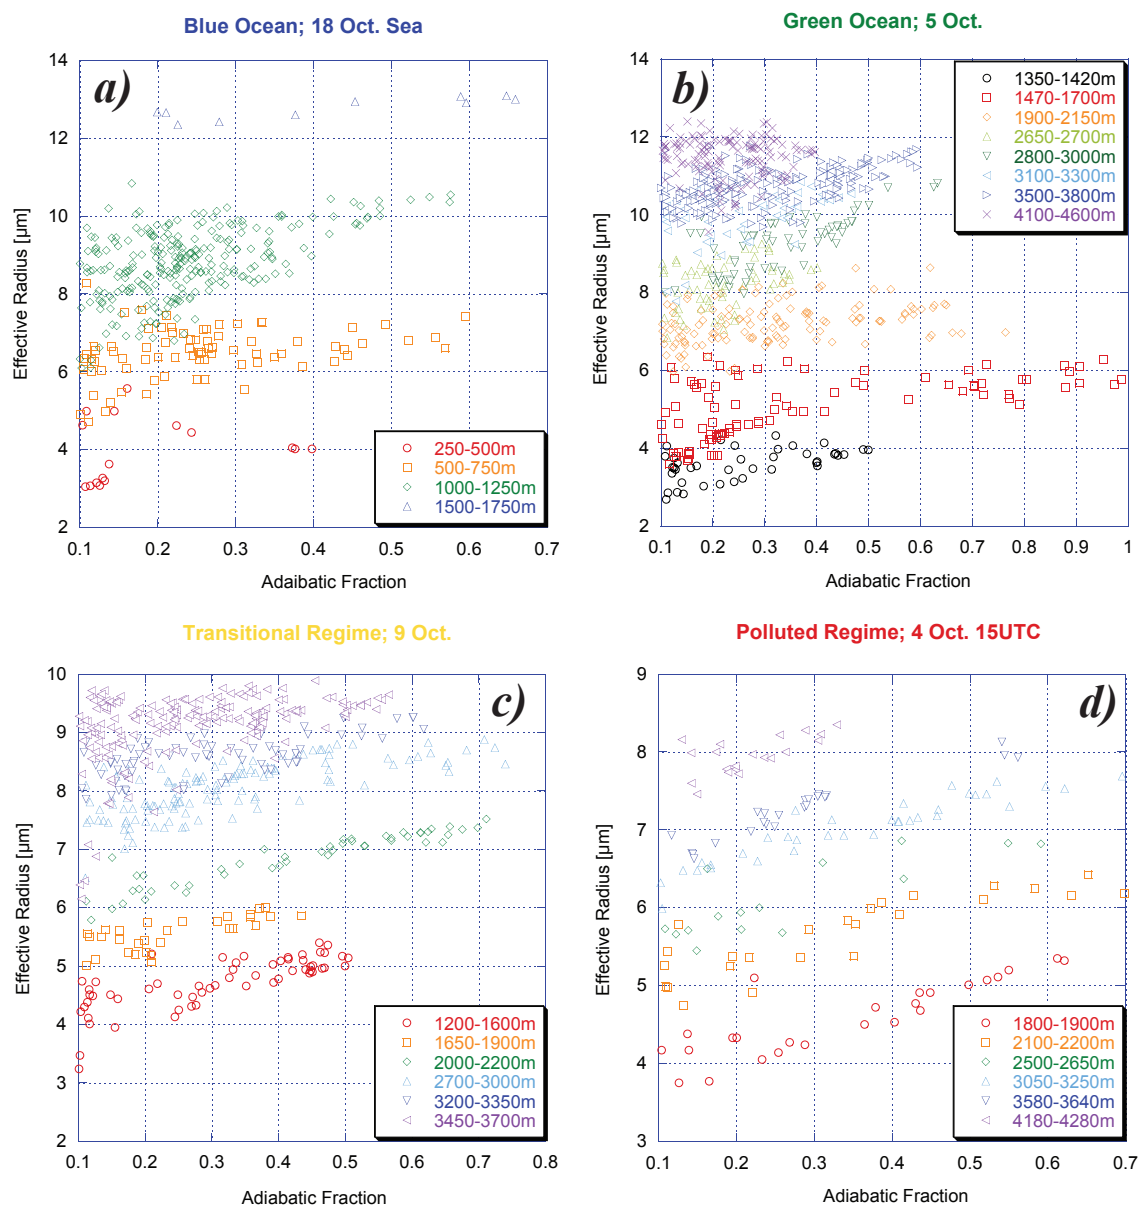 Blue Ocean; 18 Oct. Sea
a)
14
12
10
8
6
4
2
Effective Radius [µm]
250-500m
500-750m
1000-1250m
1500-1750m
0.1 0.2 0.3 0.4 0.5 0.6 0.7
Adaibatic Fraction
Green Ocean; 5 Oct.
b)
14
12
10
8
6
4
2
Effective Radius [µm]
1350-1420m
1470-1700m
1900-2150m
2650-2700m
2800-3000m
3100-3300m
3500-3800m
4100-4600m
0.1 0.2 0.3 0.4 0.5 0.6 0.7 0.8 0.9 1
Adiabatic Fraction
Transitional Regime; 9 Oct.
c)
10
9
8
7
6
5
4
3
2
Effective Radius [µm]
1200-1600m
1650-1900m
2000-2200m
2700-3000m
3200-3350m
3450-3700m
0.1 0.2 0.3 0.4 0.5 0.6 0.7 0.8
Adiabatic Fraction
Polluted Regime; 4 Oct. 15UTC
d)
9
8
7
6
5
4
3
Effective Radius [µm]
1800-1900m
2100-2200m
2500-2650m
3050-3250m
3580-3640m
4180-4280m
0.1 0.2 0.3 0.4 0.5 0.6 0.7
Adiabatic Fraction